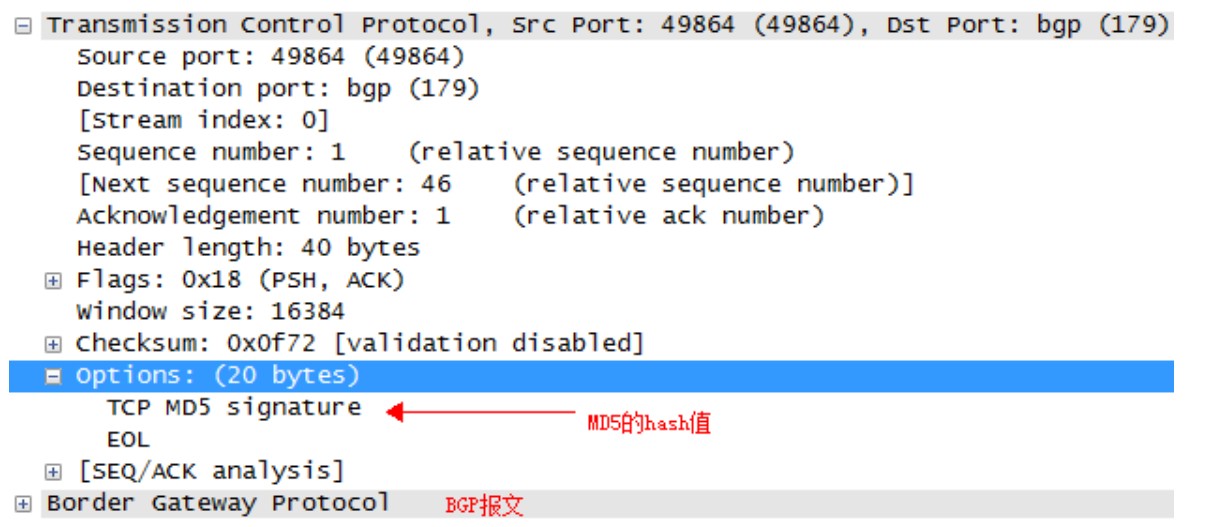 Transmission Control Protocol, Src Port: 49864 (49864), Dst Port: bgp (179)
Source port: 49864 (49864)
Destination port: bgp (179)
[Stream index: 0]
Sequence number: 1    (relative sequence number)
[Next sequence number: 46    (relative sequence number)]
Acknowledgement number: 1    (relative ack number)
Header length: 40 bytes
Flags: 0x18 (PSH, ACK)
Window size: 16384
Checksum: 0x0f72 [validation disabled]
Options: (20 bytes)
TCP MD5 signature MD5的hash值
EOL
[SEQ/ACK analysis]
Border Gateway Protocol BGP报文